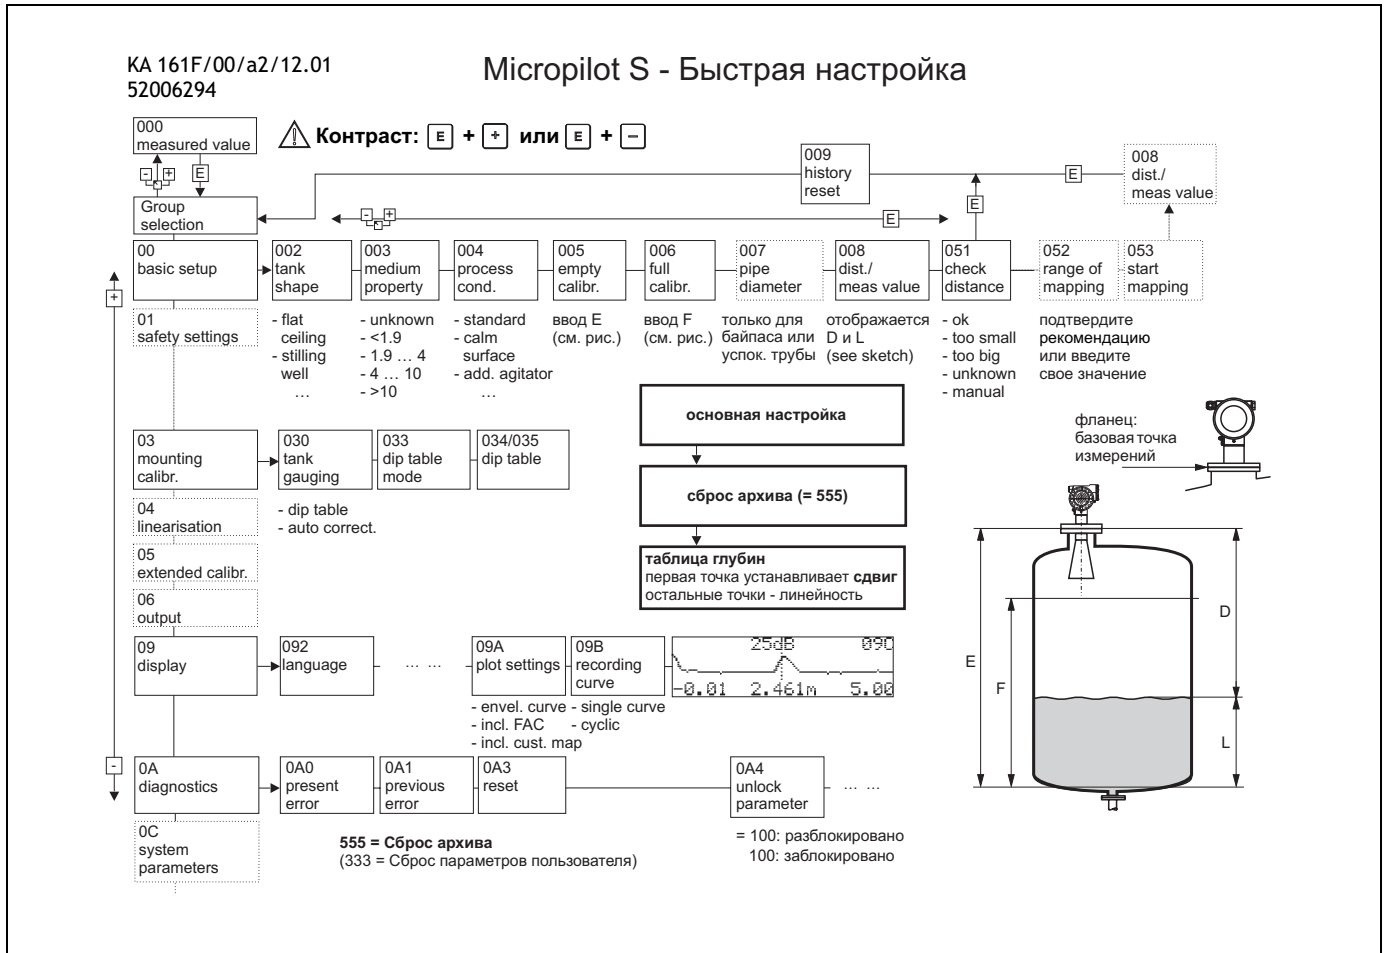 KA 161F/00/a2/12.01
52006294
Micropilot S - Быстрая настройка
000
measured value
Контраст: E + + или E + −
- +
E
009
history
reset
E
008
dist./
meas value
Group
selection
- +
E
E
00
basic setup
002
tank
shape
003
medium
property
004
process
cond.
005
empty
calibr.
006
full
calibr.
007
pipe
diameter
008
dist./
meas value
051
check
distance
052
range of
mapping
053
start
mapping
+
01
safety settings
- flat
ceiling
- stilling
well
...
- unknown
- <1.9
- 1.9 ... 4
- 4 ... 10
- >10
- standard
- calm
surface
- add. agitator
...
ввод E
(см. рис.)
ввод F
(см. рис.)
только для
байпаса или
успок. трубы
отображается
D и L
(see sketch)
- ok
- too small
- too big
- unknown
- manual
подтвердите
рекомендацию
или введите
свое значение
основная настройка
сброс архива (= 555)
таблица глубин
первая точка устанавливает сдвиг
остальные точки - линейность
фланец:
базовая точка
измерений
03
mounting
calibr.
030
tank
gauging
033
dip table
mode
034/035
dip table
- dip table
- auto correct.
04
linearisation
05
extended calibr.
06
output
09
display
092
language
... ...
09A
plot settings
09B
recording
curve
25dB 09C
-0.01 2.461m 5.00
- envel. curve
- incl. FAC
- incl. cust. map
- single curve
- cyclic
E
F
D
L
-
0A
diagnostics
0A0
present
error
0A1
previous
error
0A3
reset
0A4
unlock
parameter
... ...
0C
system
parameters
555 = Сброс архива
(333 = Сброс параметров пользователя)
= 100: разблокировано
100: заблокировано